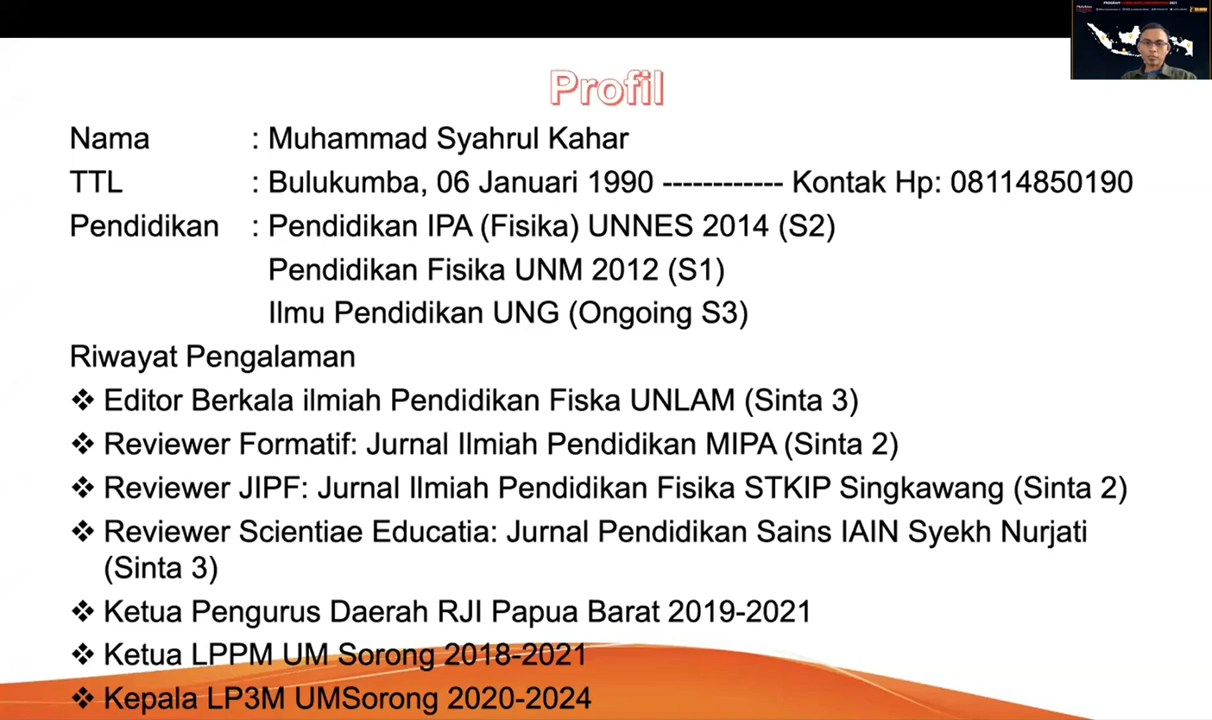 Profil
Nama : Muhammad Syahrul Kahar
TTL : Bulukumba, 06 Januari 1990 ------------ Kontak Hp: 08114850190
Pendidikan : Pendidikan IPA (Fisika) UNNES 2014 (S2)
Pendidikan Fisika UNM 2012 (S1)
Ilmu Pendidikan UNG (Ongoing S3)
Riwayat Pengalaman
❖ Editor Berkala ilmiah Pendidikan Fiska UNLAM (Sinta 3)
❖ Reviewer Formatif: Jurnal Ilmiah Pendidikan MIPA (Sinta 2)
❖ Reviewer JIPF: Jurnal Ilmiah Pendidikan Fisika STKIP Singkawang (Sinta 2)
❖ Reviewer Scientiae Educatia: Jurnal Pendidikan Sains IAIN Syekh Nurjati
(Sinta 3)
❖ Ketua Pengurus Daerah RJI Papua Barat 2019-2021
❖ Ketua LPPM UM Sorong 2018-2021
❖ Kepala LP3M UMSorong 2020-2024